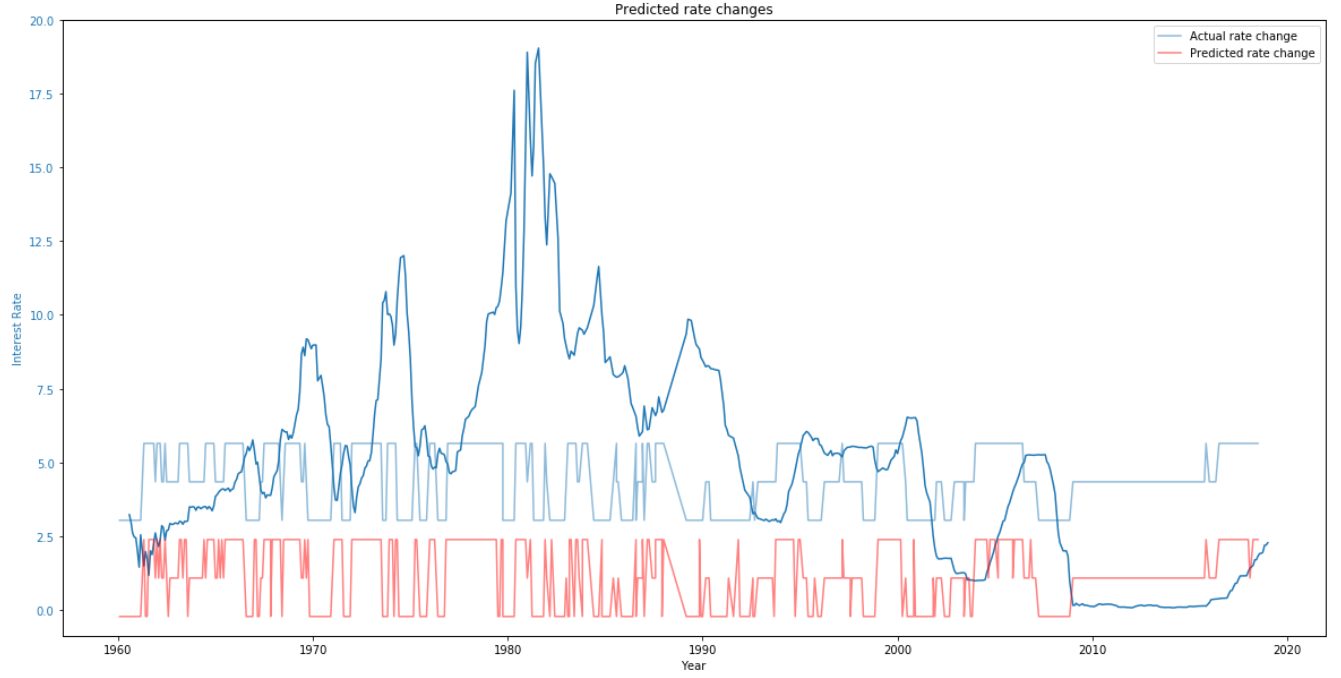 Predicted rate changes
Actual rate change
Predicted rate change
Interest Rate
20.0
17.5
15.0
12.5
10.0
7.5
5.0
2.5
0.0
1960 1970 1980 1990 2000 2010 2020
Year